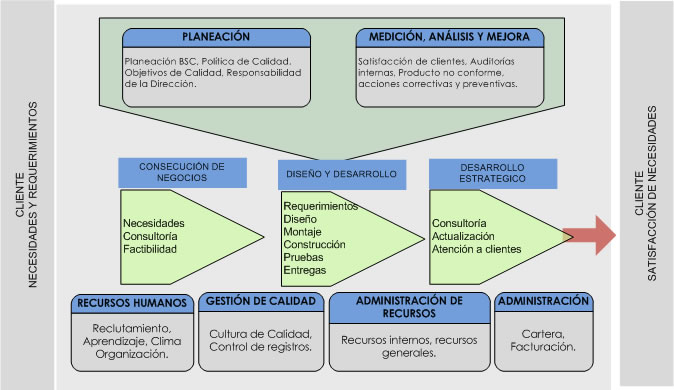 CLIENTE
NECESIDADES Y REQUERIMIENTOS
PLANEACIÓN
Planeación BSC, Política de Calidad,
Objetivos de Calidad, Responsabilidad
de la Dirección.
MEDICIÓN, ANÁLISIS Y MEJORA
Satisfacción de clientes, Auditorías
internas, Producto no conforme,
acciones correctivas y preventivas.
CONSECUCIÓN DE
NEGOCIOS
Necesidades
Consultoría
Factibilidad
DISEÑO Y DESARROLLO
Requerimientos
Diseño
Montaje
Construcción
Pruebas
Entregas
DESARROLLO
ESTRATEGICO
Consultoría
Actualización
Atención a clientes
RECURSOS HUMANOS
Reclutamiento,
Aprendizaje, Clima
Organización.
GESTIÓN DE CALIDAD
Cultura de Calidad,
Control de registros.
ADMINISTRACIÓN DE
RECURSOS
Recursos internos, recursos
generales.
ADMINISTRACIÓN
Cartera,
Facturación.
CLIENTE
SATISFACCIÓN DE NECESIDADES